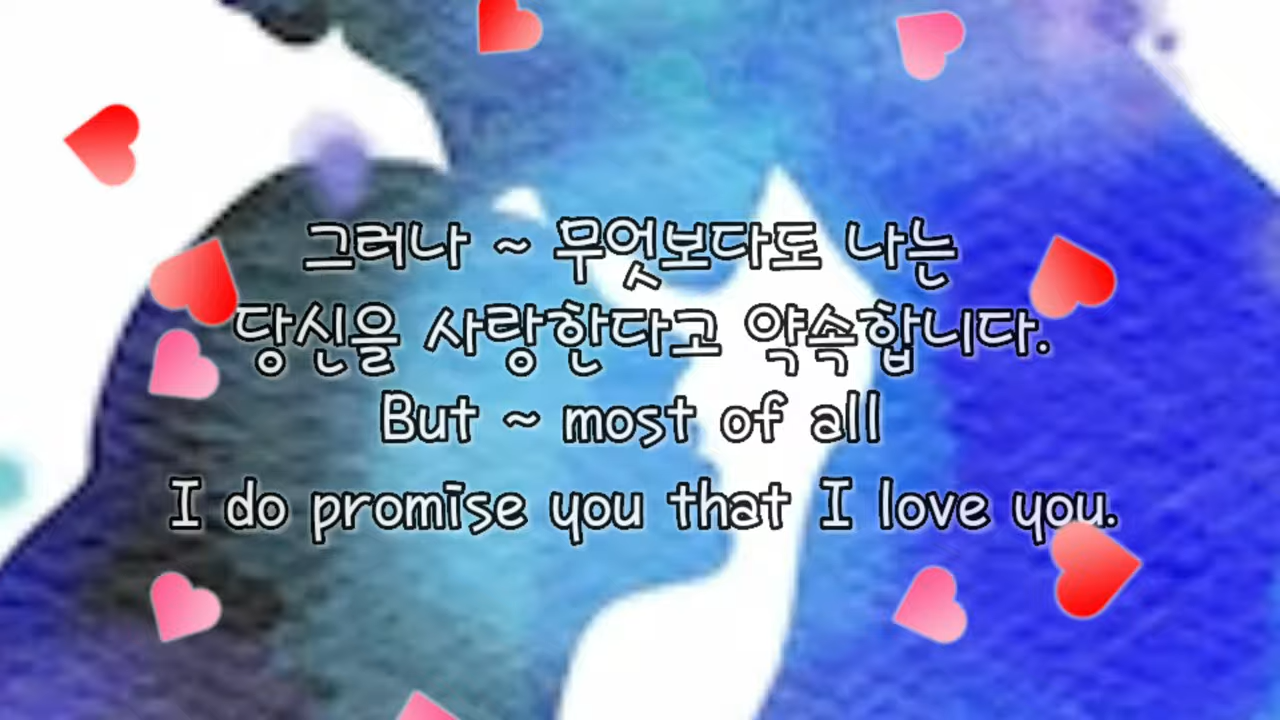 그러나 ~ 무엇보다도 나는
당신을 사랑한다고 약속합니다.
But ~ most of all
I do promīse you that I love you.